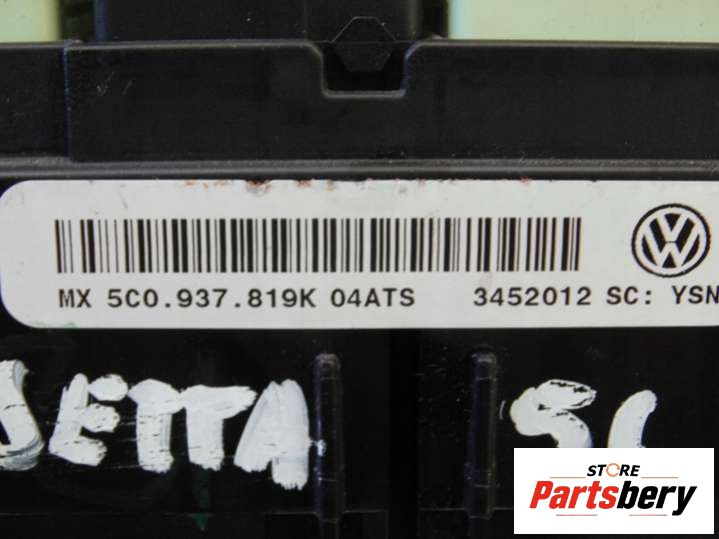 MX 5C0.937.819K 04ATS 3452012 SC: YSN
JETTA
STORE
Partsbery